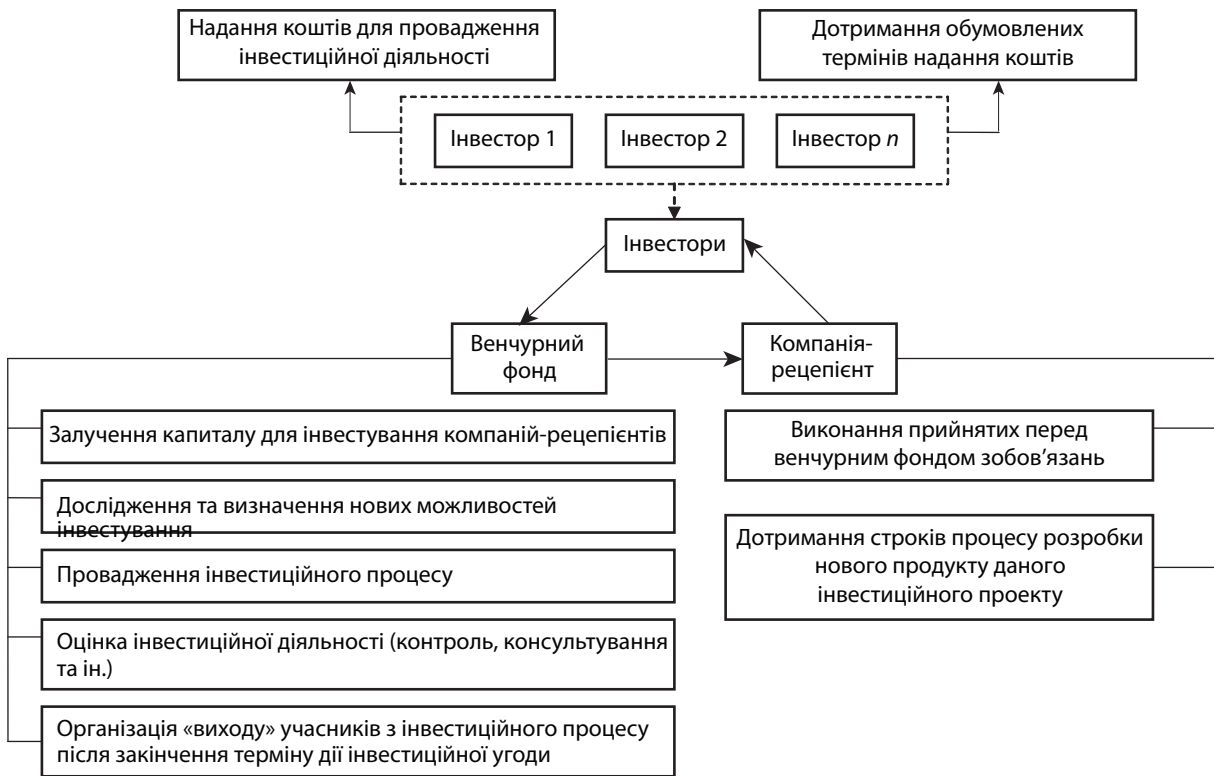 Надання коштів для провадження
інвестиційної діяльності
Дотримання обумовлених
термінів надання коштів
Інвестор 1
Інвестор 2
Інвестор n
Інвестори
Венчурний
фонд
Компанія-
рецепієнт
Залучення капиталу для інвестування компаній-рецепієнтів
Дослідження та визначення нових можливостей
інвестування
Провадження інвестиційного процесу
Оцінка інвестиційної діяльності (контроль, консультування
та ін.)
Організація «виходу» учасників з інвестиційного процесу
після закінчення терміну дії інвестиційної угоди
Виконання прийнятих перед
венчурним фондом зобов’язань
Дотримання строків процесу розробки
нового продукту даного
інвестиційного проекту